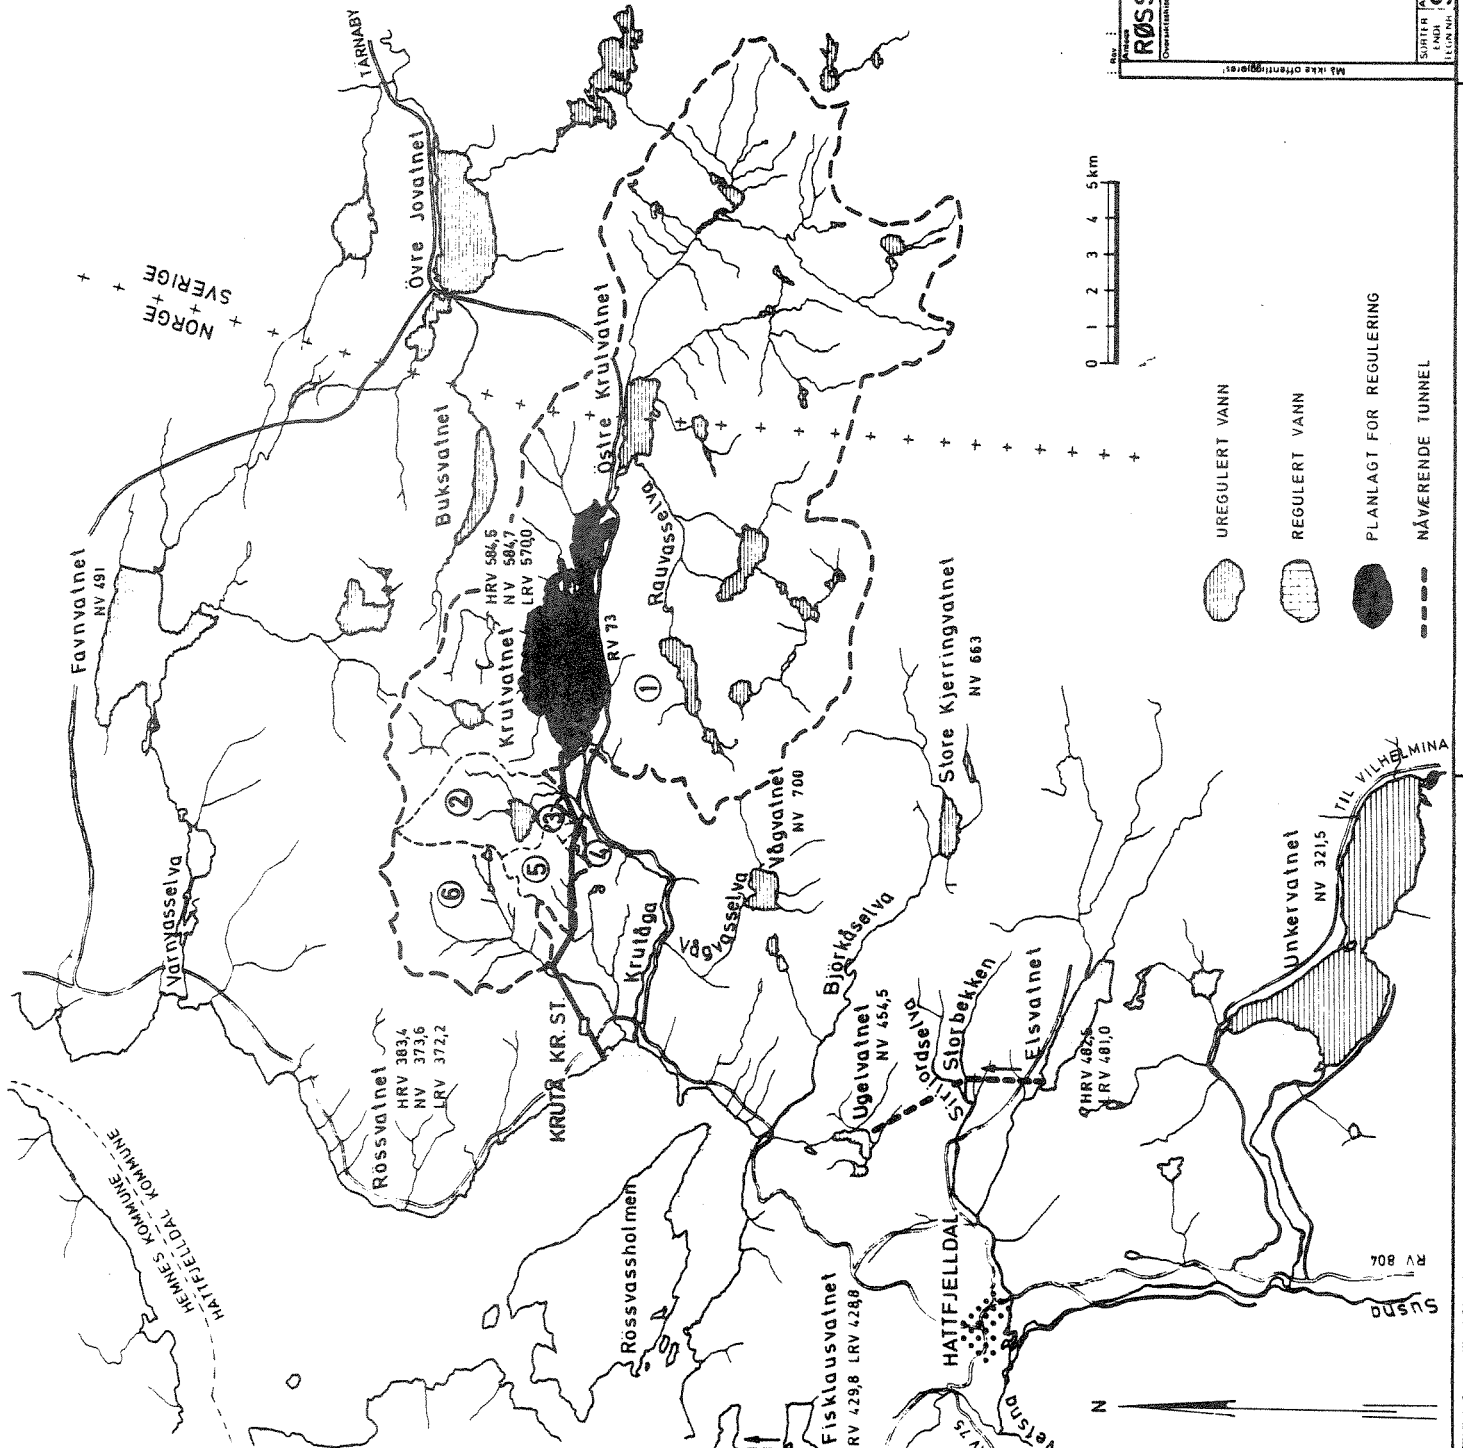 TÄRNABY
Övre Jovatnet
NORGE
SVERIGE
Favnvatnet
NV 491
Buksvatnet
Östre Krutvatnet
HRV 584,5
NV 584,7
LRV 570,0
Krutvatnet
RV 73
Rauvasselva
1
2
3
4
5
6
Varnvasselva
Rössvatnet
HRV 383,4
NV 373,6
LRV 372,2
KRUTÅ KR. ST.
Krutåga
Vågvasselva
Vågvatnet
NV 700
Store Kjerringvatnet
NV 663
Björkåselva
Ugelvatnet
NV 454,5
Sirijordselva
Storbekken
Elsvatnet
HRV 482,5
LRV 481,0
Unkervatnet
NV 321,5
TIL VILHELMINA
HEMNES KOMMUNE
HATTFJELLDAL KOMMUNE
Rössvassholmen
Fisklausvatnet
RV 429,8 LRV 428,8
HATTFJELLDAL
RV 804
Susna
N
0 1 2 3 4 5 km
UREGULERT VANN
REGULERT VANN
PLANLAGT FOR REGULERING
NÅVÆRENDE TUNNEL
Må ikke offentliggjøres!
Rev
RØSS